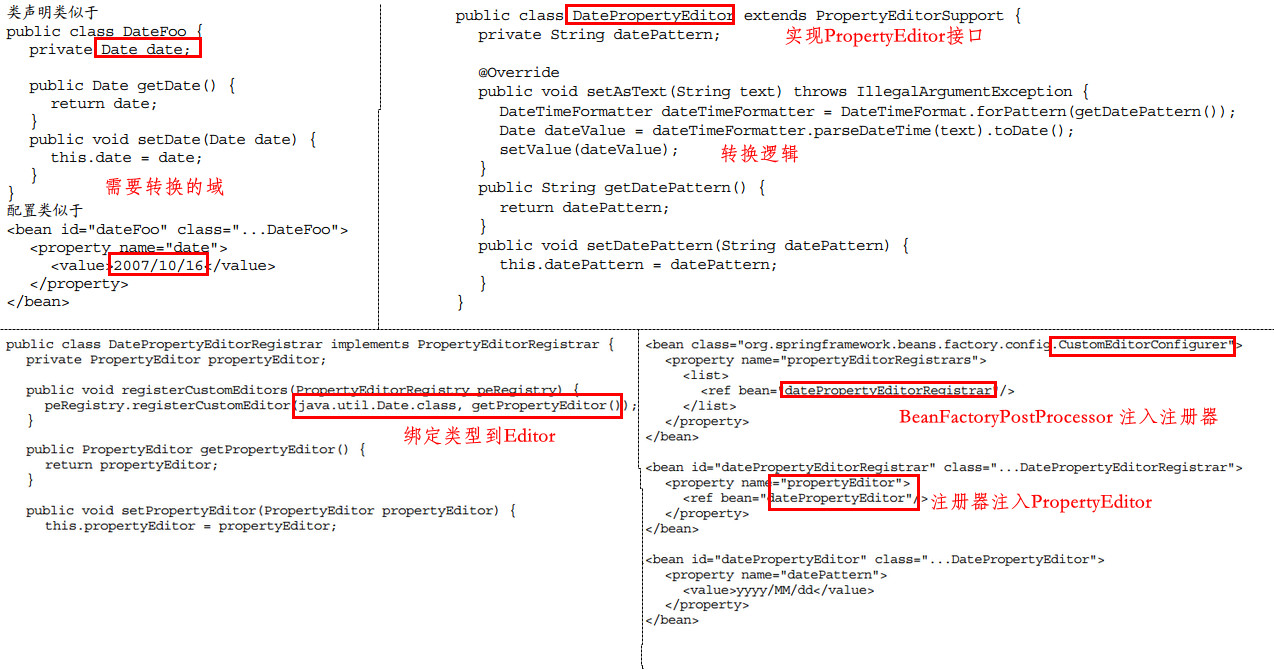 类声明类似于
public class DateFoo {
private Date date;
public Date getDate() {
return date;
}
public void setDate(Date date) {
this.date = date;
}
}
需要转换的域
配置类似于
<bean id="dateFoo" class="...DateFoo">
<property name="date">
<value>2007/10/16</value>
</property>
</bean>
public class DatePropertyEditor extends PropertyEditorSupport {
private String datePattern;
实现PropertyEditor接口
@Override
public void setAsText(String text) throws IllegalArgumentException {
DateTimeFormatter dateTimeFormatter = DateTimeFormat.forPattern(getDatePattern());
Date dateValue = dateTimeFormatter.parseDateTime(text).toDate();
setValue(dateValue);
转换逻辑
}
public String getDatePattern() {
return datePattern;
}
public void setDatePattern(String datePattern) {
this.datePattern = datePattern;
}
}
public class DatePropertyEditorRegistrar implements PropertyEditorRegistrar {
private PropertyEditor propertyEditor;
public void registerCustomEditors(PropertyEditorRegistry peRegistry) {
peRegistry.registerCustomEditor(java.util.Date.class, getPropertyEditor());
}
绑定类型到Editor
public PropertyEditor getPropertyEditor() {
return propertyEditor;
}
public void setPropertyEditor(PropertyEditor propertyEditor) {
this.propertyEditor = propertyEditor;
<bean class="org.springframework.beans.factory.config.CustomEditorConfigurer">
<property name="propertyEditorRegistrars">
<list>
<ref bean="datePropertyEditorRegistrar"/>
</list>
</property>
BeanFactoryPostProcessor 注入注册器
</bean>
<bean id="datePropertyEditorRegistrar" class="...DatePropertyEditorRegistrar">
<property name="propertyEditor">
<ref bean="datePropertyEditor"/>
注册器注入PropertyEditor
</property>
</bean>
<bean id="datePropertyEditor" class="...DatePropertyEditor">
<property name="datePattern">
<value>yyyy/MM/dd</value>
</property>
</bean>